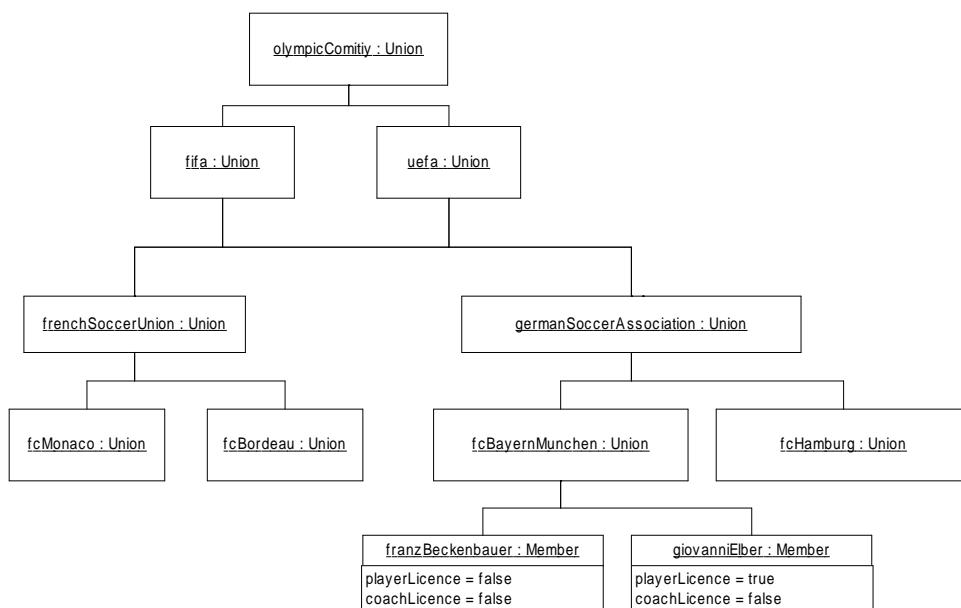 olympicComitiy : Union
fifa : Union
uefa : Union
frenchSoccerUnion : Union
germanSoccerAssociation : Union
fcMonaco : Union
fcBordeau : Union
fcBayernMunchen : Union
fcHamburg : Union
franzBeckenbauer : Member
playerLicence = false
coachLicence = false
giovanniElber : Member
playerLicence = true
coachLicence = false